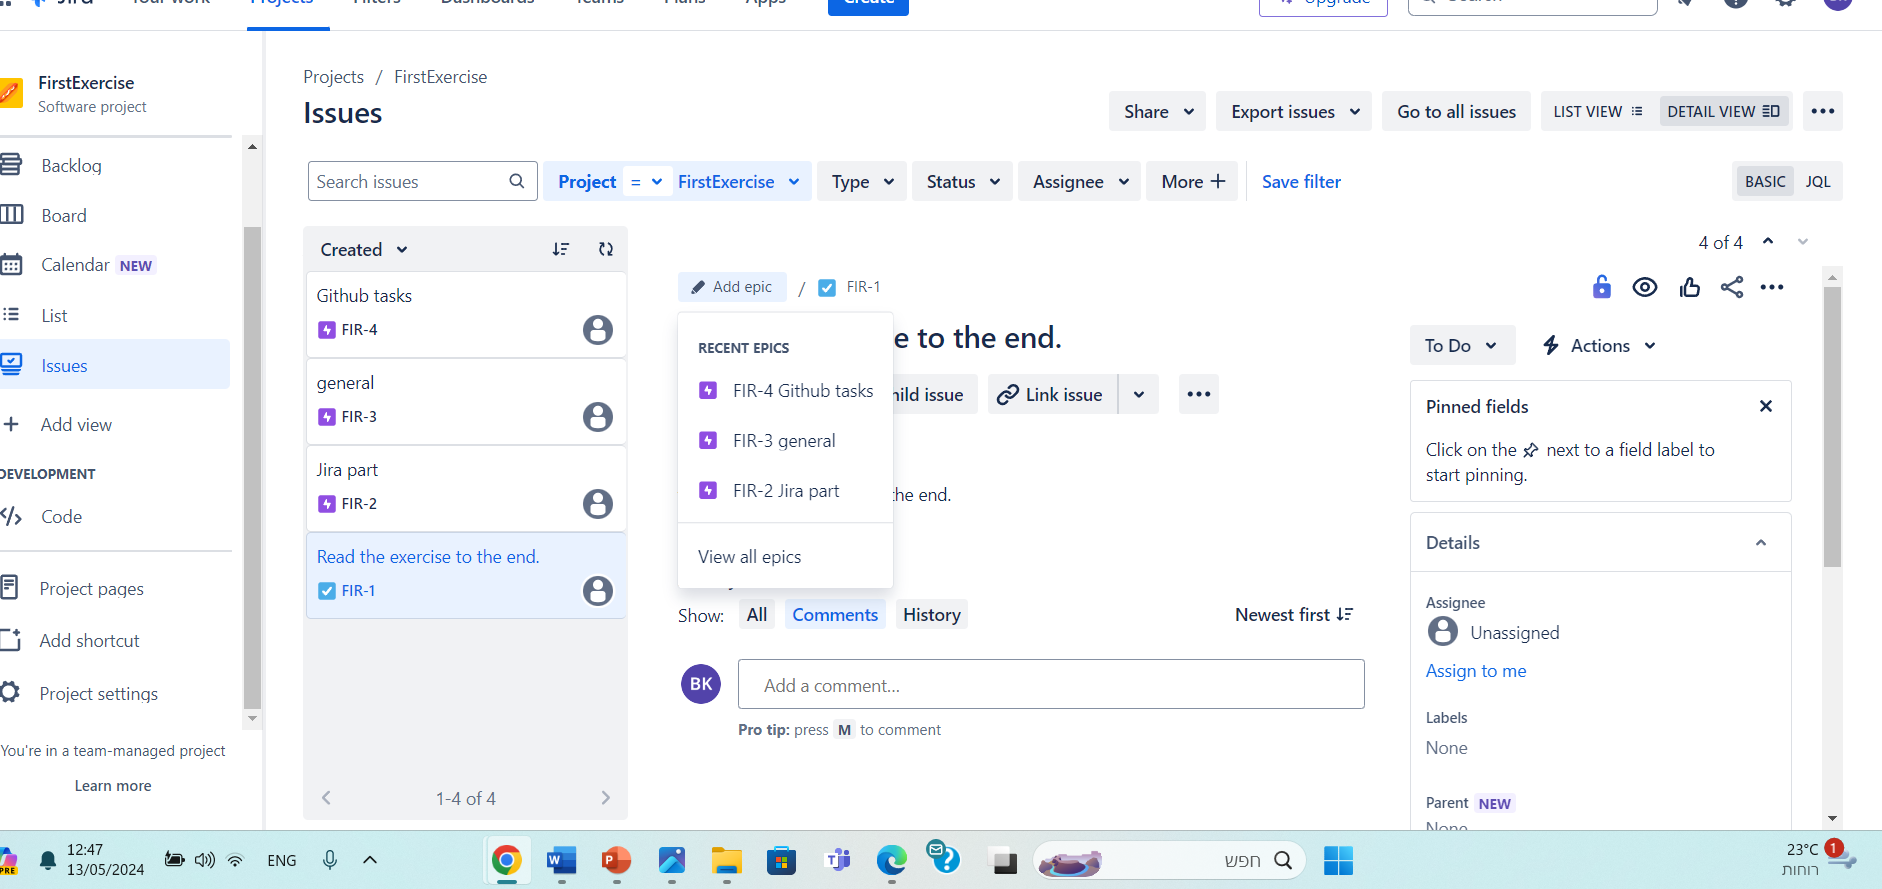 Jira
Your work
Projects
Filters
Dashboards
Teams
Plans
Apps
Create
Upgrade
Search
FirstExercise
Software project
Backlog
Board
Calendar NEW
List
Issues
Add view
DEVELOPMENT
Code
Project pages
Add shortcut
Project settings
You're in a team-managed project
Learn more
Projects / FirstExercise
Issues
Share
Export issues
Go to all issues
LIST VIEW
DETAIL VIEW
Search issues
Project = FirstExercise
Type
Status
Assignee
More
Save filter
BASIC
JQL
Created
Github tasks
FIR-4
general
FIR-3
Jira part
FIR-2
Read the exercise to the end.
FIR-1
1-4 of 4
4 of 4
Add epic / FIR-1
e to the end.
RECENT EPICS
FIR-4 Github tasks
FIR-3 general
FIR-2 Jira part
View all epics
hild issue
Link issue
the end.
Show: All Comments History
Newest first
BK
Add a comment...
Pro tip: press M to comment
To Do
Actions
Pinned fields
Click on the next to a field label to
start pinning.
Details
Assignee
Unassigned
Assign to me
Labels
None
Parent NEW
None
PRE
12:47
13/05/2024
ENG
חפש
23°C
רוחות
1